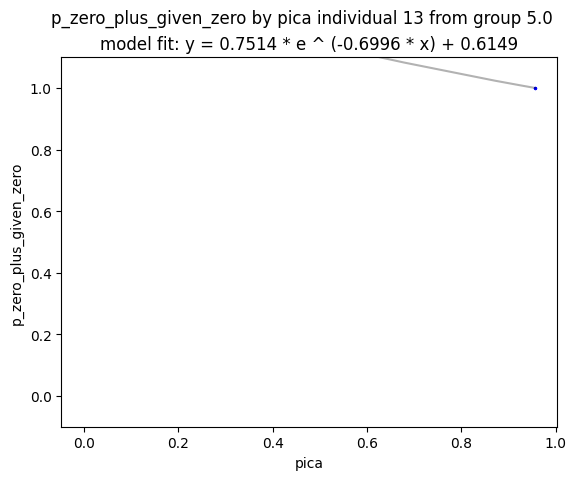 p_zero_plus_given_zero by pica individual 13 from group 5.0
model fit: y = 0.7514 * e ^ (-0.6996 * x) + 0.6149
p_zero_plus_given_zero
1.0
0.8
0.6
0.4
0.2
0.0
0.0 0.2 0.4 0.6 0.8 1.0
pica